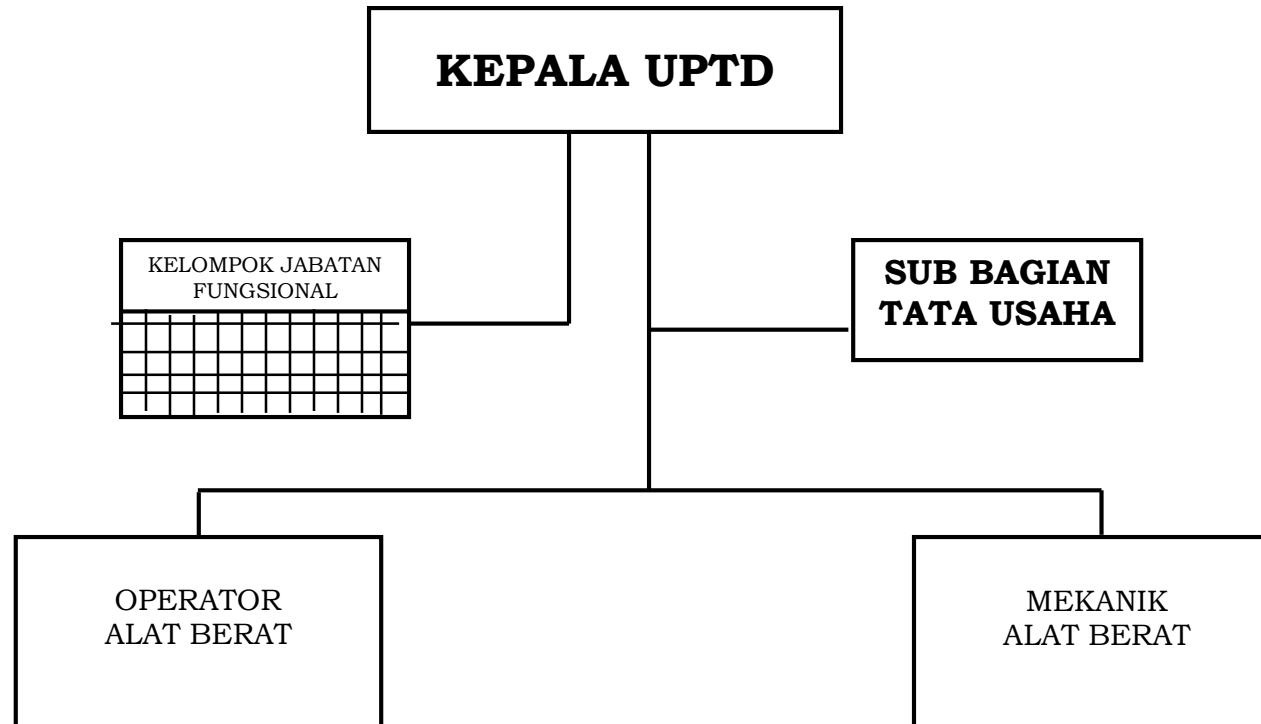 KEPALA UPTD
KELOMPOK JABATAN
FUNGSIONAL
SUB BAGIAN
TATA USAHA
OPERATOR
ALAT BERAT
MEKANIK
ALAT BERAT